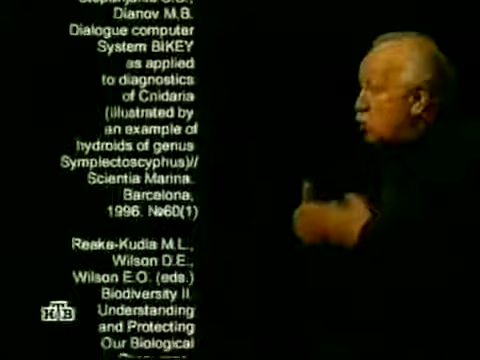 Dianov M.B.
Dialogue computer
System BIKEY
as applied
to diagnostics
of Cnidaria
(illustrated by
an example of
hydroids of genus
Symplectoscyphus)//
Scientia Marina.
Barcelona,
1996. №60(1)
Reaka-Kudla M.L.,
Wilson D.E.,
Wilson E.O. (eds.)
Biodiversity II.
Understanding
and Protecting
Our Biological
НТВ